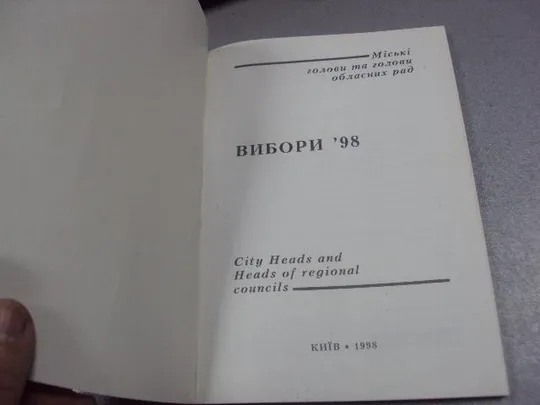 Міські
голови та голови
обласних рад
ВИБОРИ '98
City Heads and
Heads of regional
councils
КИЇВ • 1998